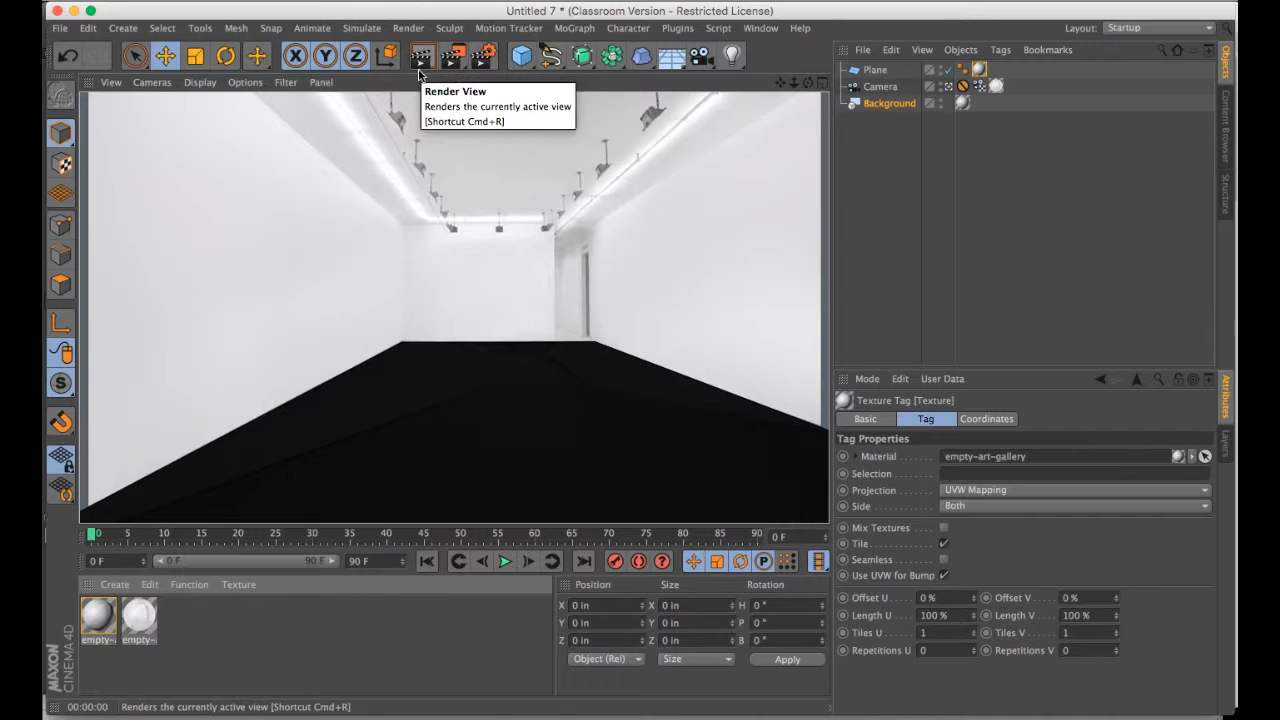 Untitled 7 * (Classroom Version - Restricted License)
File Edit Create Select Tools Mesh Snap Animate Simulate Render Sculpt Motion Tracker MoGraph Character Plugins Script Window Help
Layout: Startup
X Y Z
View Cameras Display Options Filter Panel
Render View
Renders the currently active view
[Shortcut Cmd+R]
File Edit View Objects Tags Bookmarks
Plane
Camera
Background
Objects
Content Browser
Structure
Mode Edit User Data
Texture Tag [Texture]
Basic Tag Coordinates
Tag Properties
Material empty-art-gallery
Selection
Projection UVW Mapping
Side Both
Mix Textures
Tile
Seamless
Use UVW for Bump
Offset U 0 % Offset V 0 %
Length U 100 % Length V 100 %
Tiles U 1 Tiles V 1
Repetitions U 0 Repetitions V 0
Attributes
Layers
S
0 5 10 15 20 25 30 35 40 45 50 55 60 65 70 75 80 85 90 0 F
0 F 0 F 90 F 90 F
P
Create Edit Function Texture
empty- empty-
Position Size Rotation
X 0 in X 0 in H 0 °
Y 0 in Y 0 in P 0 °
Z 0 in Z 0 in B 0 °
Object (Rel) Size Apply
MAXON
CINEMA 4D
00:00:00 Renders the currently active view [Shortcut Cmd+R]